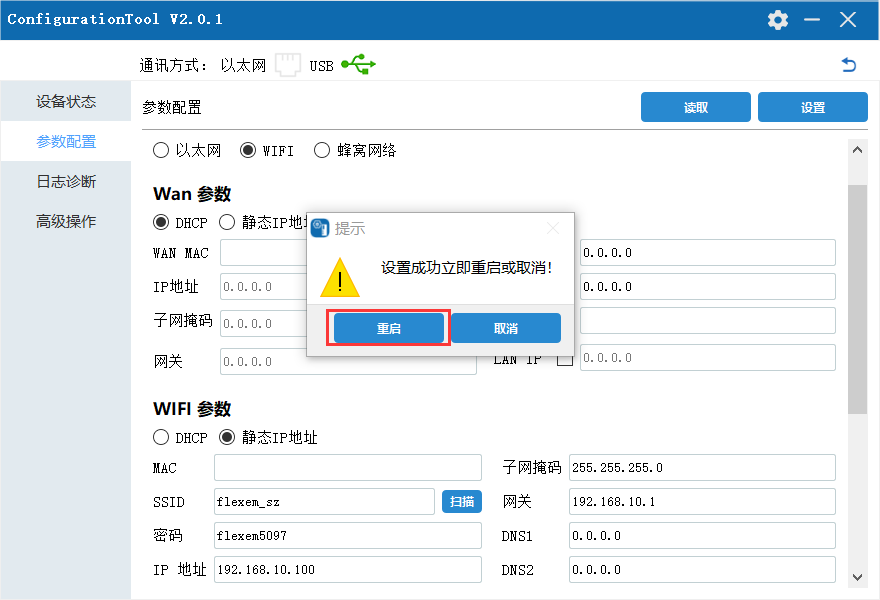 ConfigurationTool V2.0.1
通讯方式： 以太网 USB
设备状态
参数配置
日志诊断
高级操作
参数配置 读取 设置
以太网 WIFI 蜂窝网络
Wan 参数
DHCP 静态IP地
WAN MAC 0.0.0.0
IP地址 0.0.0.0 0.0.0.0
子网掩码 0.0.0.0
网关 0.0.0.0 LAN IP 0.0.0.0
提示
设置成功立即重启或取消!
重启 取消
WIFI 参数
DHCP 静态IP地址
MAC 子网掩码 255.255.255.0
SSID flexem_sz 扫描 网关 192.168.10.1
密码 flexem5097 DNS1 0.0.0.0
IP 地址 192.168.10.100 DNS2 0.0.0.0